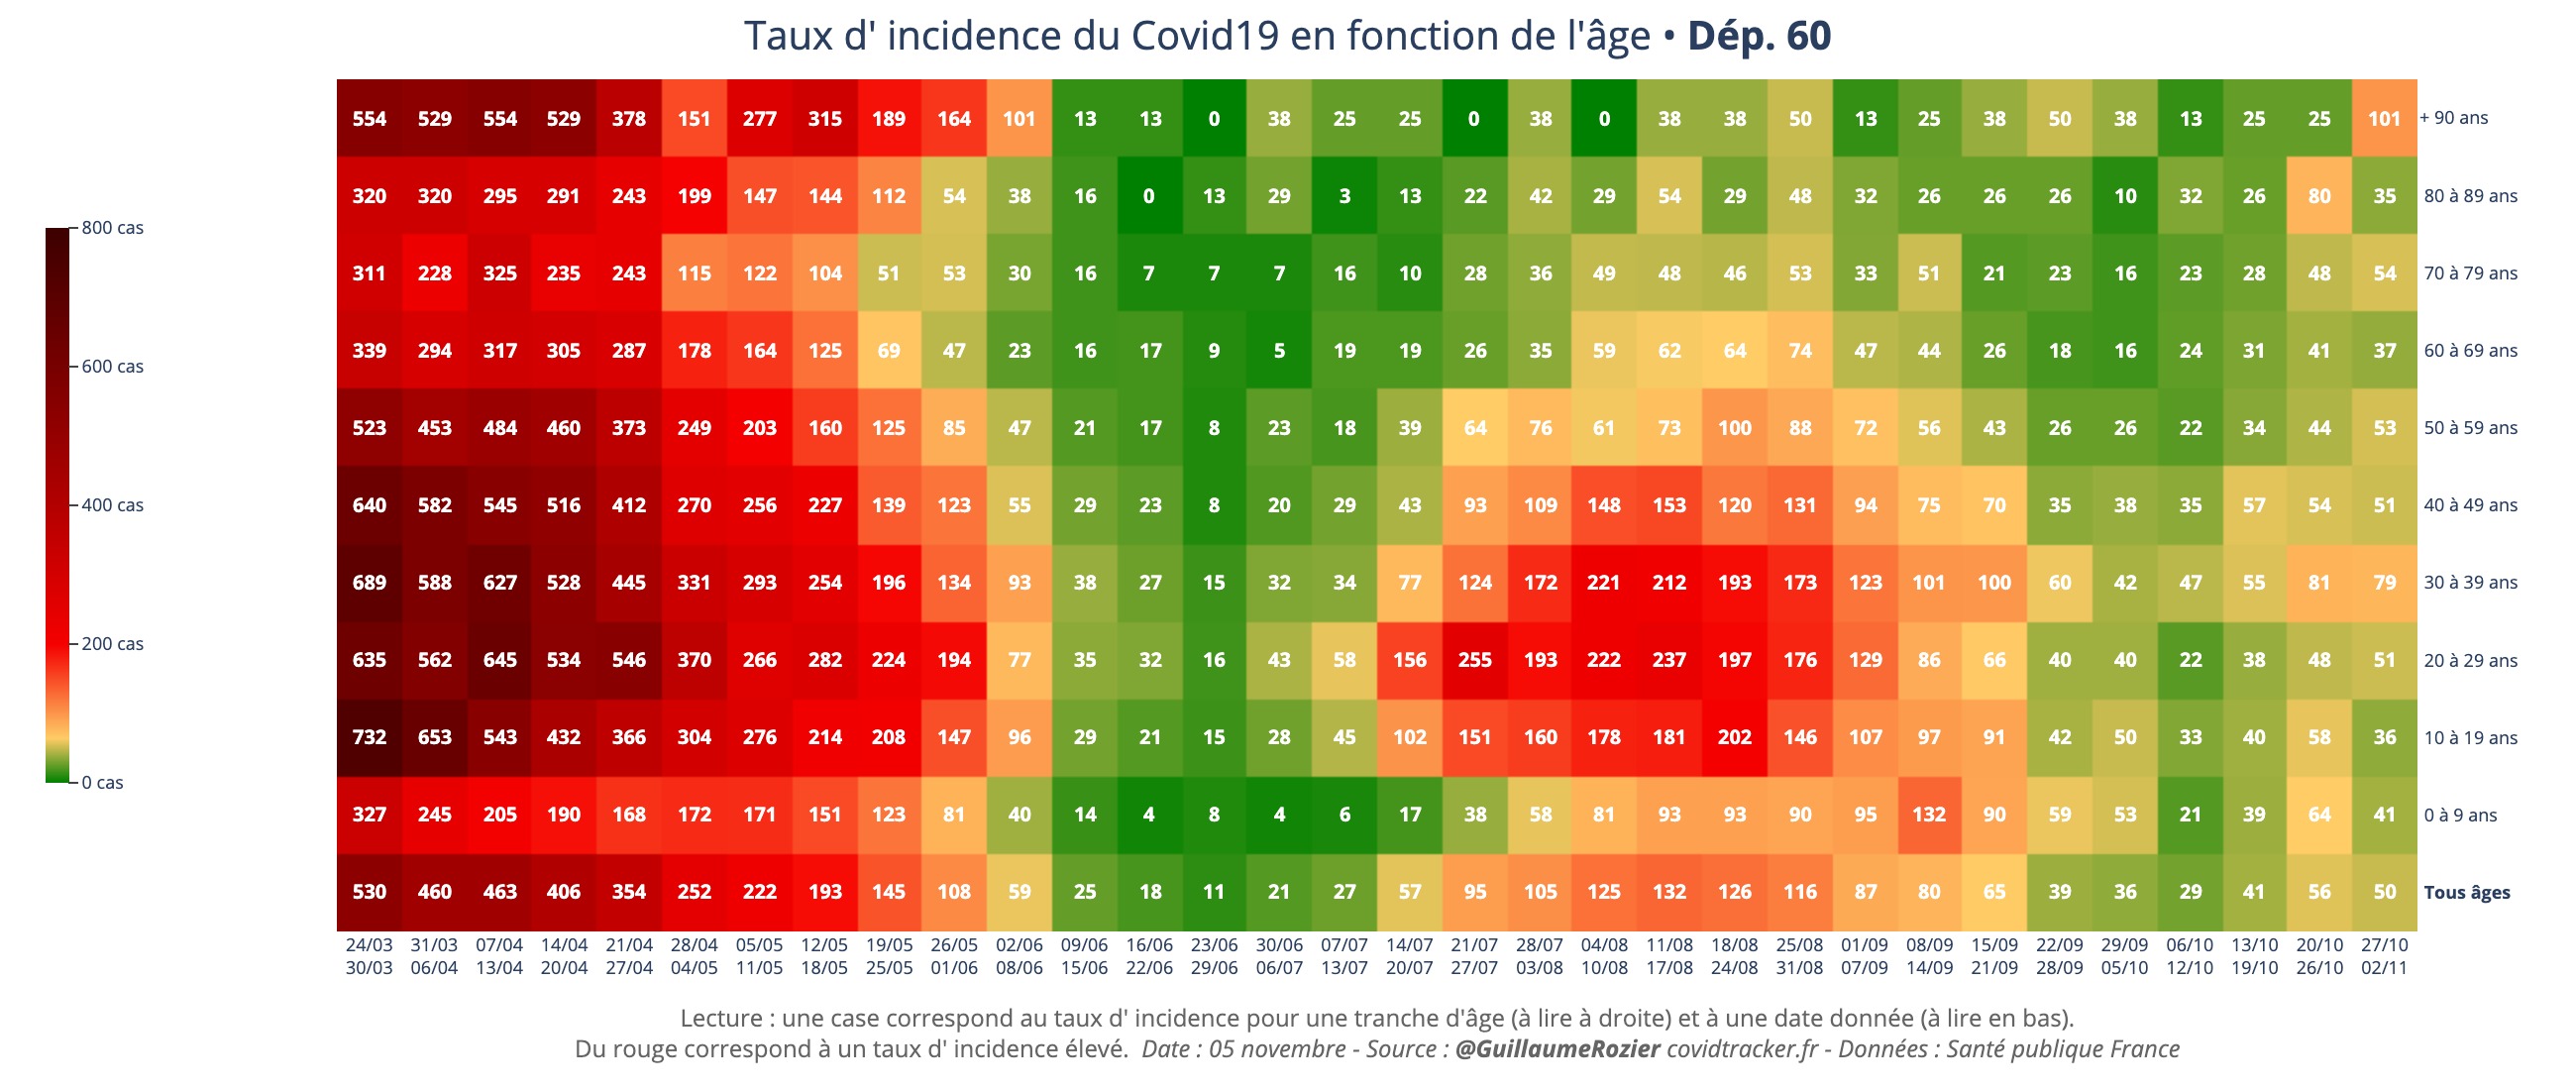 Taux d' incidence du Covid19 en fonction de l'âge • Dép. 60
800 cas
600 cas
400 cas
200 cas
0 cas
554 529 554 529 378 151 277 315 189 164 101 13 13 0 38 25 25 0 38 0 38 38 50 13 25 38 50 38 13 25 25 101 + 90 ans
320 320 295 291 243 199 147 144 112 54 38 16 0 13 29 3 13 22 42 29 54 29 48 32 26 26 26 10 32 26 80 35 80 à 89 ans
311 228 325 235 243 115 122 104 51 53 30 16 7 7 7 16 10 28 36 49 48 46 53 33 51 21 23 16 23 28 48 54 70 à 79 ans
339 294 317 305 287 178 164 125 69 47 23 16 17 9 5 19 19 26 35 59 62 64 74 47 44 26 18 16 24 31 41 37 60 à 69 ans
523 453 484 460 373 249 203 160 125 85 47 21 17 8 23 18 39 64 76 61 73 100 88 72 56 43 26 26 22 34 44 53 50 à 59 ans
640 582 545 516 412 270 256 227 139 123 55 29 23 8 20 29 43 93 109 148 153 120 131 94 75 70 35 38 35 57 54 51 40 à 49 ans
689 588 627 528 445 331 293 254 196 134 93 38 27 15 32 34 77 124 172 221 212 193 173 123 101 100 60 42 47 55 81 79 30 à 39 ans
635 562 645 534 546 370 266 282 224 194 77 35 32 16 43 58 156 255 193 222 237 197 176 129 86 66 40 40 22 38 48 51 20 à 29 ans
732 653 543 432 366 304 276 214 208 147 96 29 21 15 28 45 102 151 160 178 181 202 146 107 97 91 42 50 33 40 58 36 10 à 19 ans
327 245 205 190 168 172 171 151 123 81 40 14 4 8 4 6 17 38 58 81 93 93 90 95 132 90 59 53 21 39 64 41 0 à 9 ans
530 460 463 406 354 252 222 193 145 108 59 25 18 11 21 27 57 95 105 125 132 126 116 87 80 65 39 36 29 41 56 50 Tous âges
24/03 31/03 07/04 14/04 21/04 28/04 05/05 12/05 19/05 26/05 02/06 09/06 16/06 23/06 30/06 07/07 14/07 21/07 28/07 04/08 11/08 18/08 25/08 01/09 08/09 15/09 22/09 29/09 06/10 13/10 20/10 27/10
30/03 06/04 13/04 20/04 27/04 04/05 11/05 18/05 25/05 01/06 08/06 15/06 22/06 29/06 06/07 13/07 20/07 27/07 03/08 10/08 17/08 24/08 31/08 07/09 14/09 21/09 28/09 05/10 12/10 19/10 26/10 02/11
Lecture : une case correspond au taux d' incidence pour une tranche d'âge (à lire à droite) et à une date donnée (à lire en bas).
Du rouge correspond à un taux d' incidence élevé. Date : 05 novembre - Source : @GuillaumeRozier covidtracker.fr - Données : Santé publique France